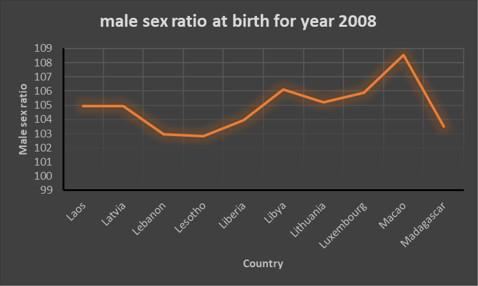 male sex ratio at birth for year 2008
Male sex ratio
109
108
107
106
105
104
103
102
101
100
99
Laos
Latvia
Lebanon
Lesotho
Liberia
Libya
Lithuania
Luxembourg
Macao
Madagascar
Country